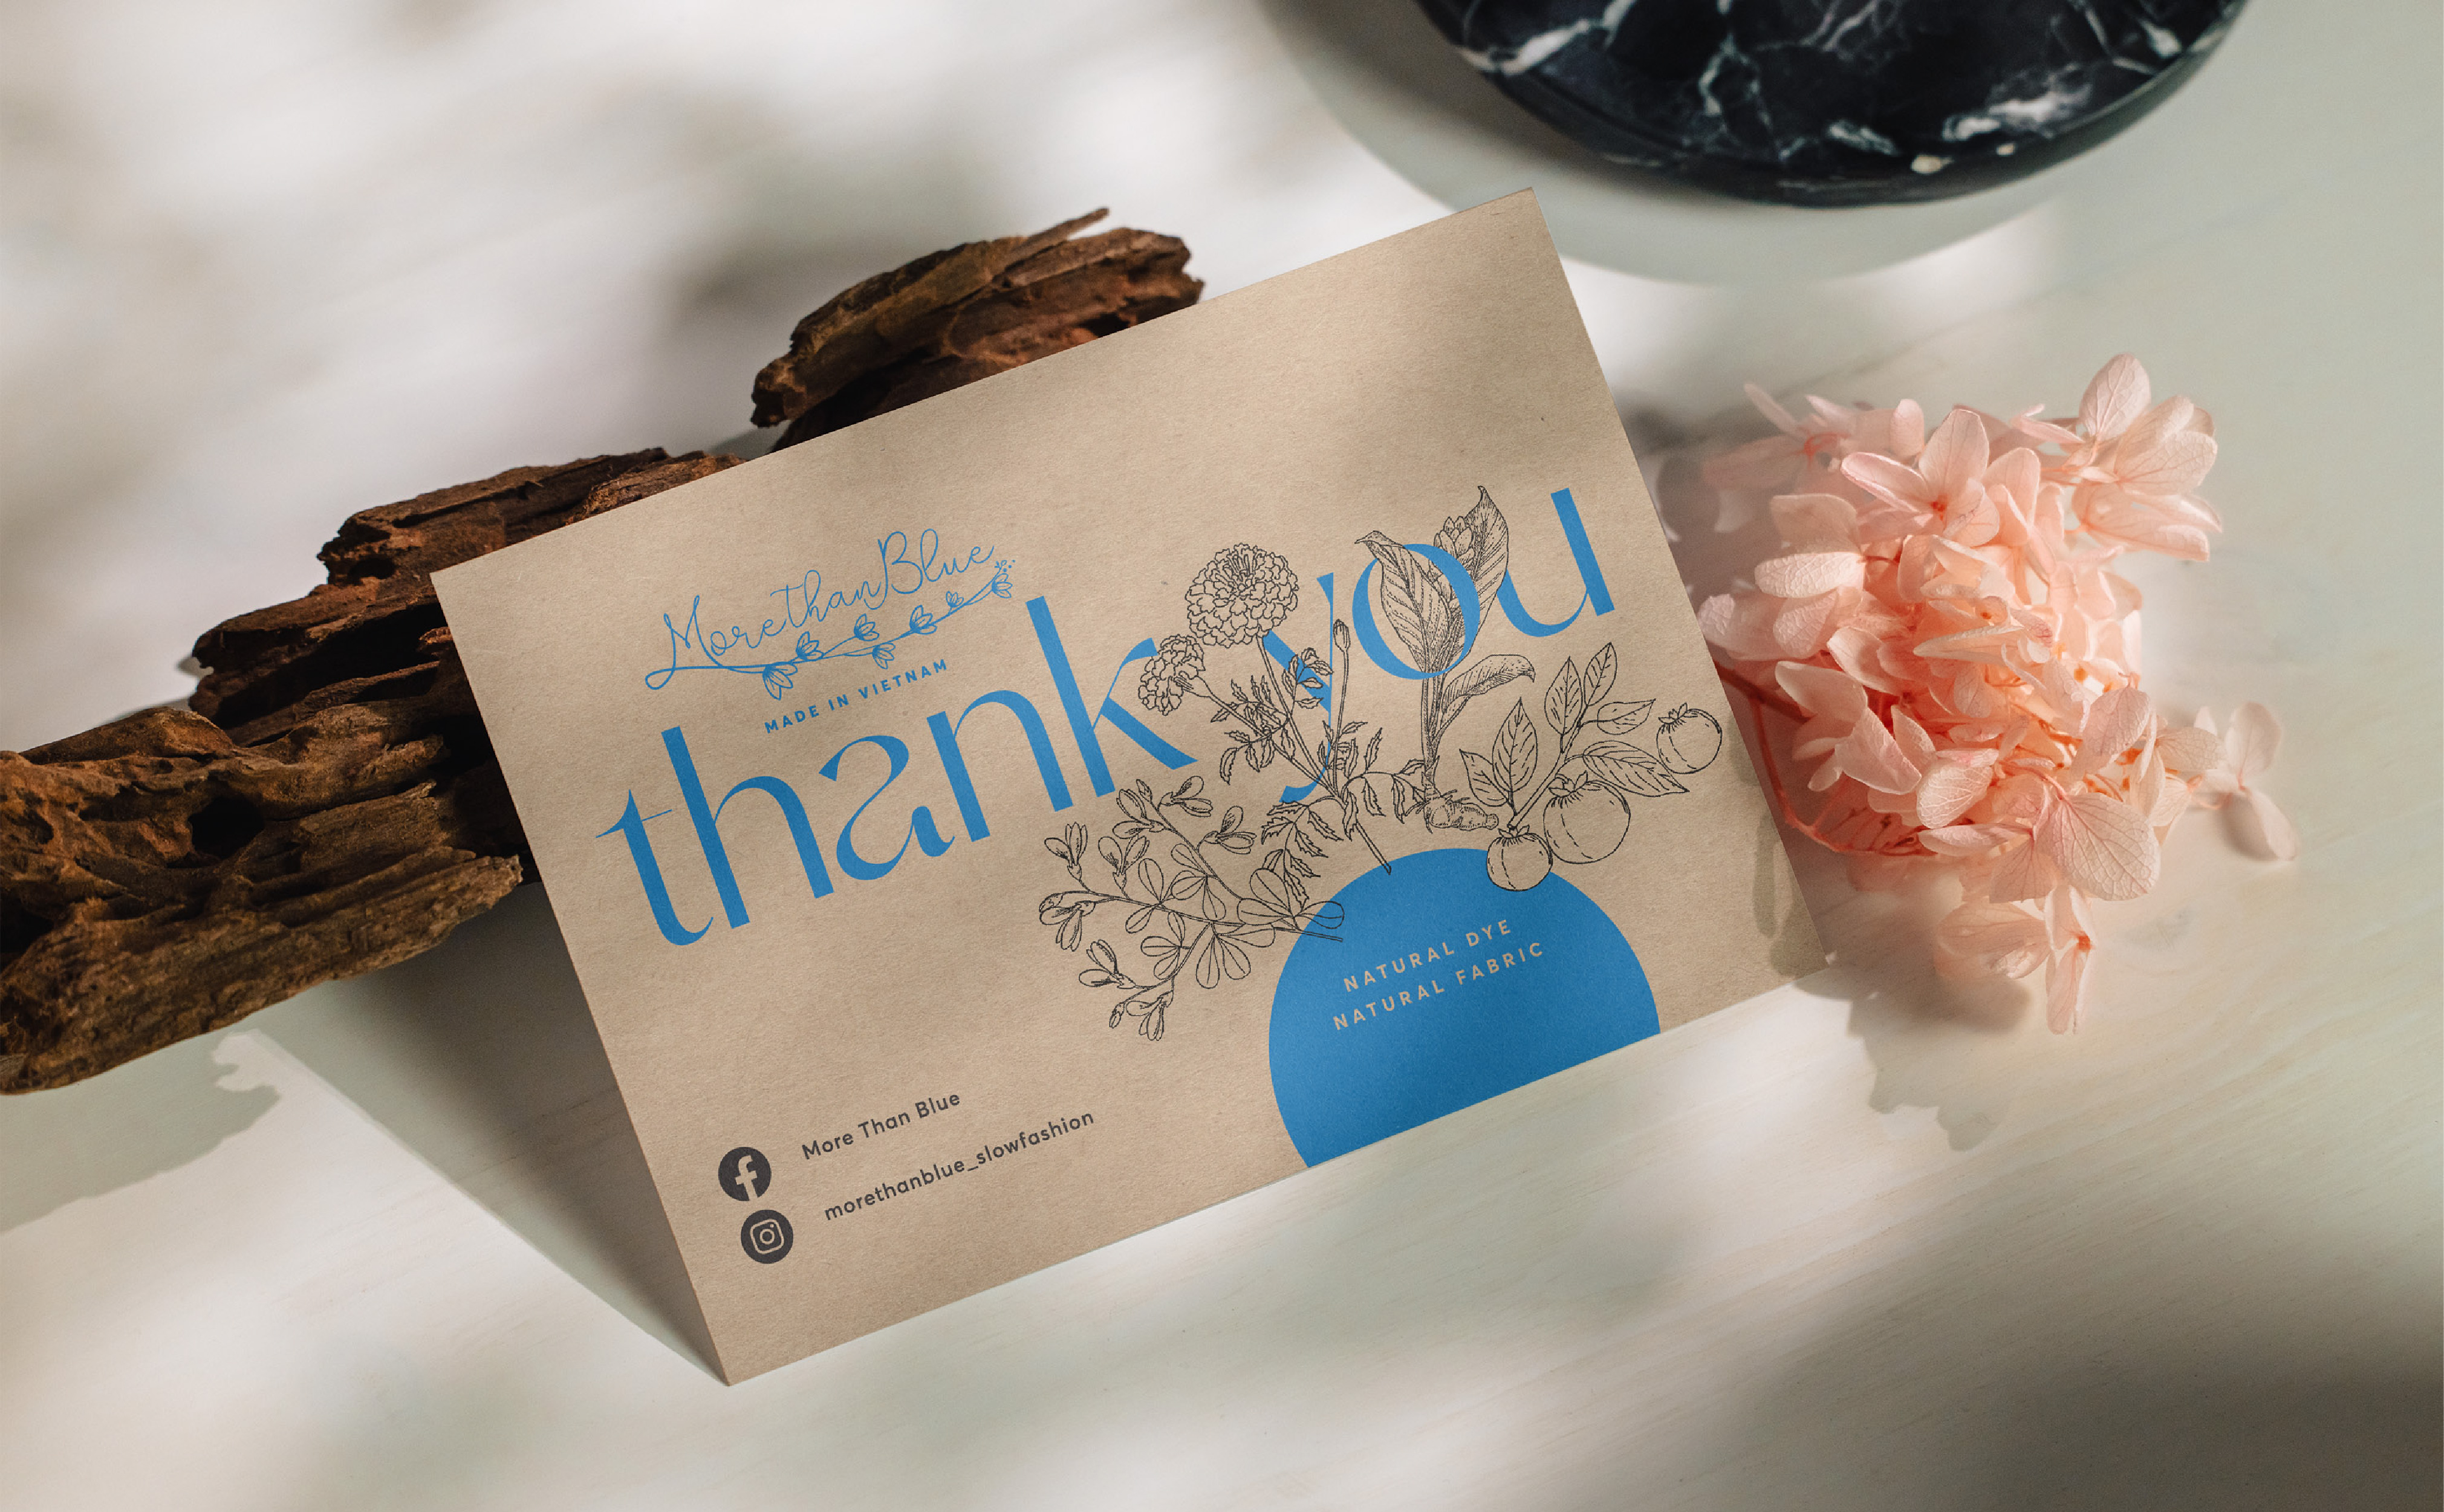 MorethanBlue
MADE IN VIETNAM
thank you
NATURAL DYE
NATURAL FABRIC
More Than Blue
morethanblue_slowfashion